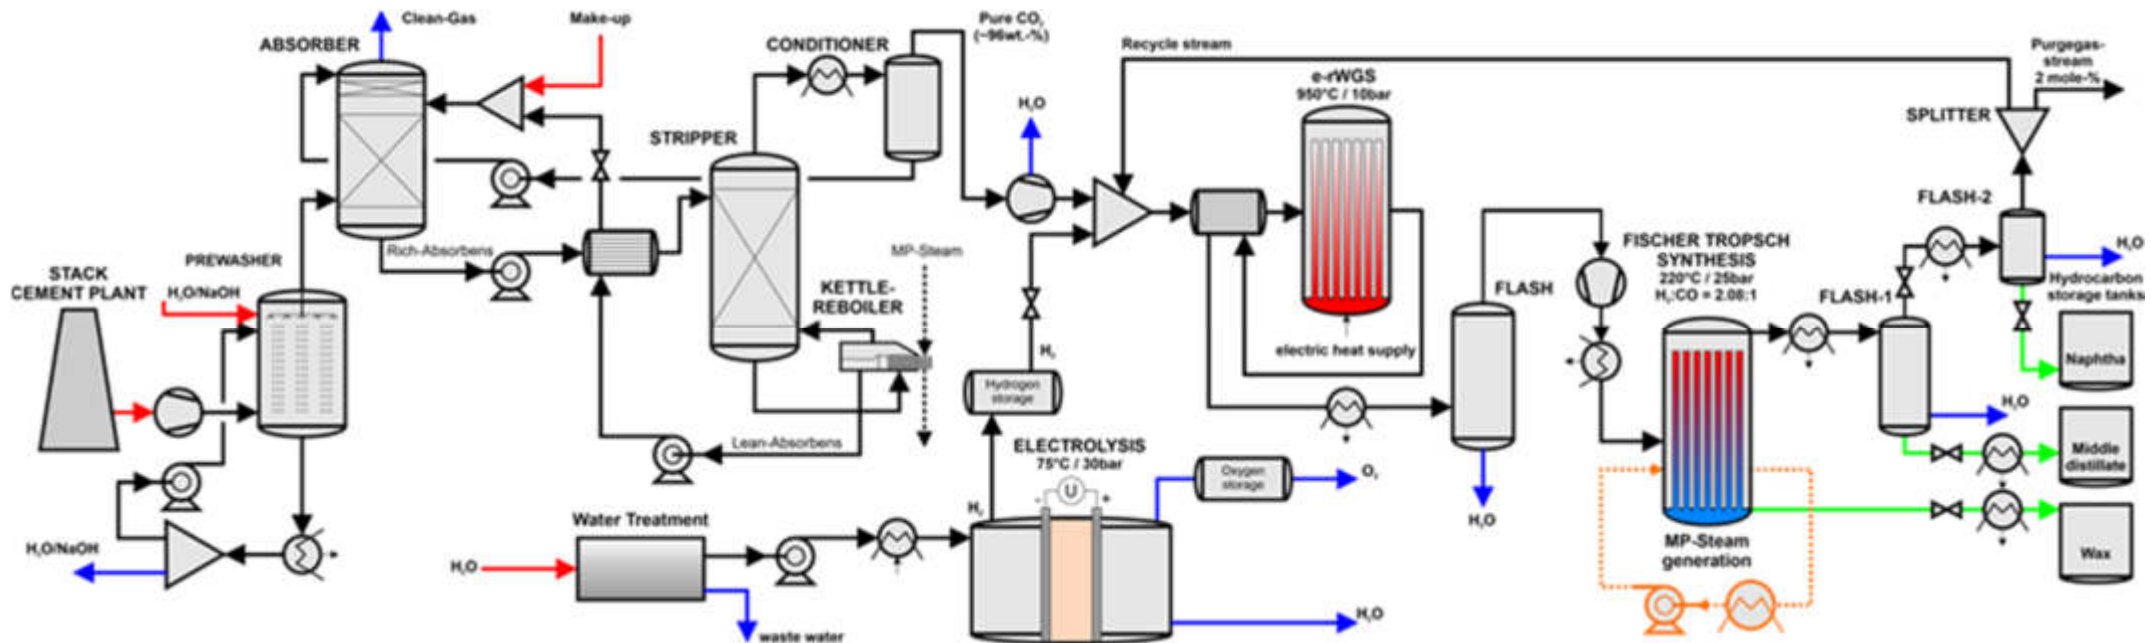 Clean-Gas
Make-up
ABSORBER
CONDITIONER
Pure CO₂
(~96wt.-%)
Recycle stream
Purgegas-
stream
2 mole-%
e-rWGS
950°C / 10bar
H₂O
SPLITTER
STRIPPER
FLASH-2
Rich-Absorbens
MP-Steam
FISCHER TROPSCH
SYNTHESIS
220°C / 25bar
H₂:CO = 2.08:1
H₂O
PREWASHER
STACK
CEMENT PLANT
H₂O/NaOH
KETTLE-
REBOILER
FLASH
FLASH-1
Hydrocarbon
storage tanks
electric heat supply
H₂
Naphtha
Hydrogen
storage
H₂O
Lean-Absorbens
ELECTROLYSIS
75°C / 30bar
Middle
distillate
Oxygen
storage
O₂
- U +
H₂
Water Treatment
H₂O
MP-Steam
generation
Wax
H₂O/NaOH
H₂O
H₂O
waste water